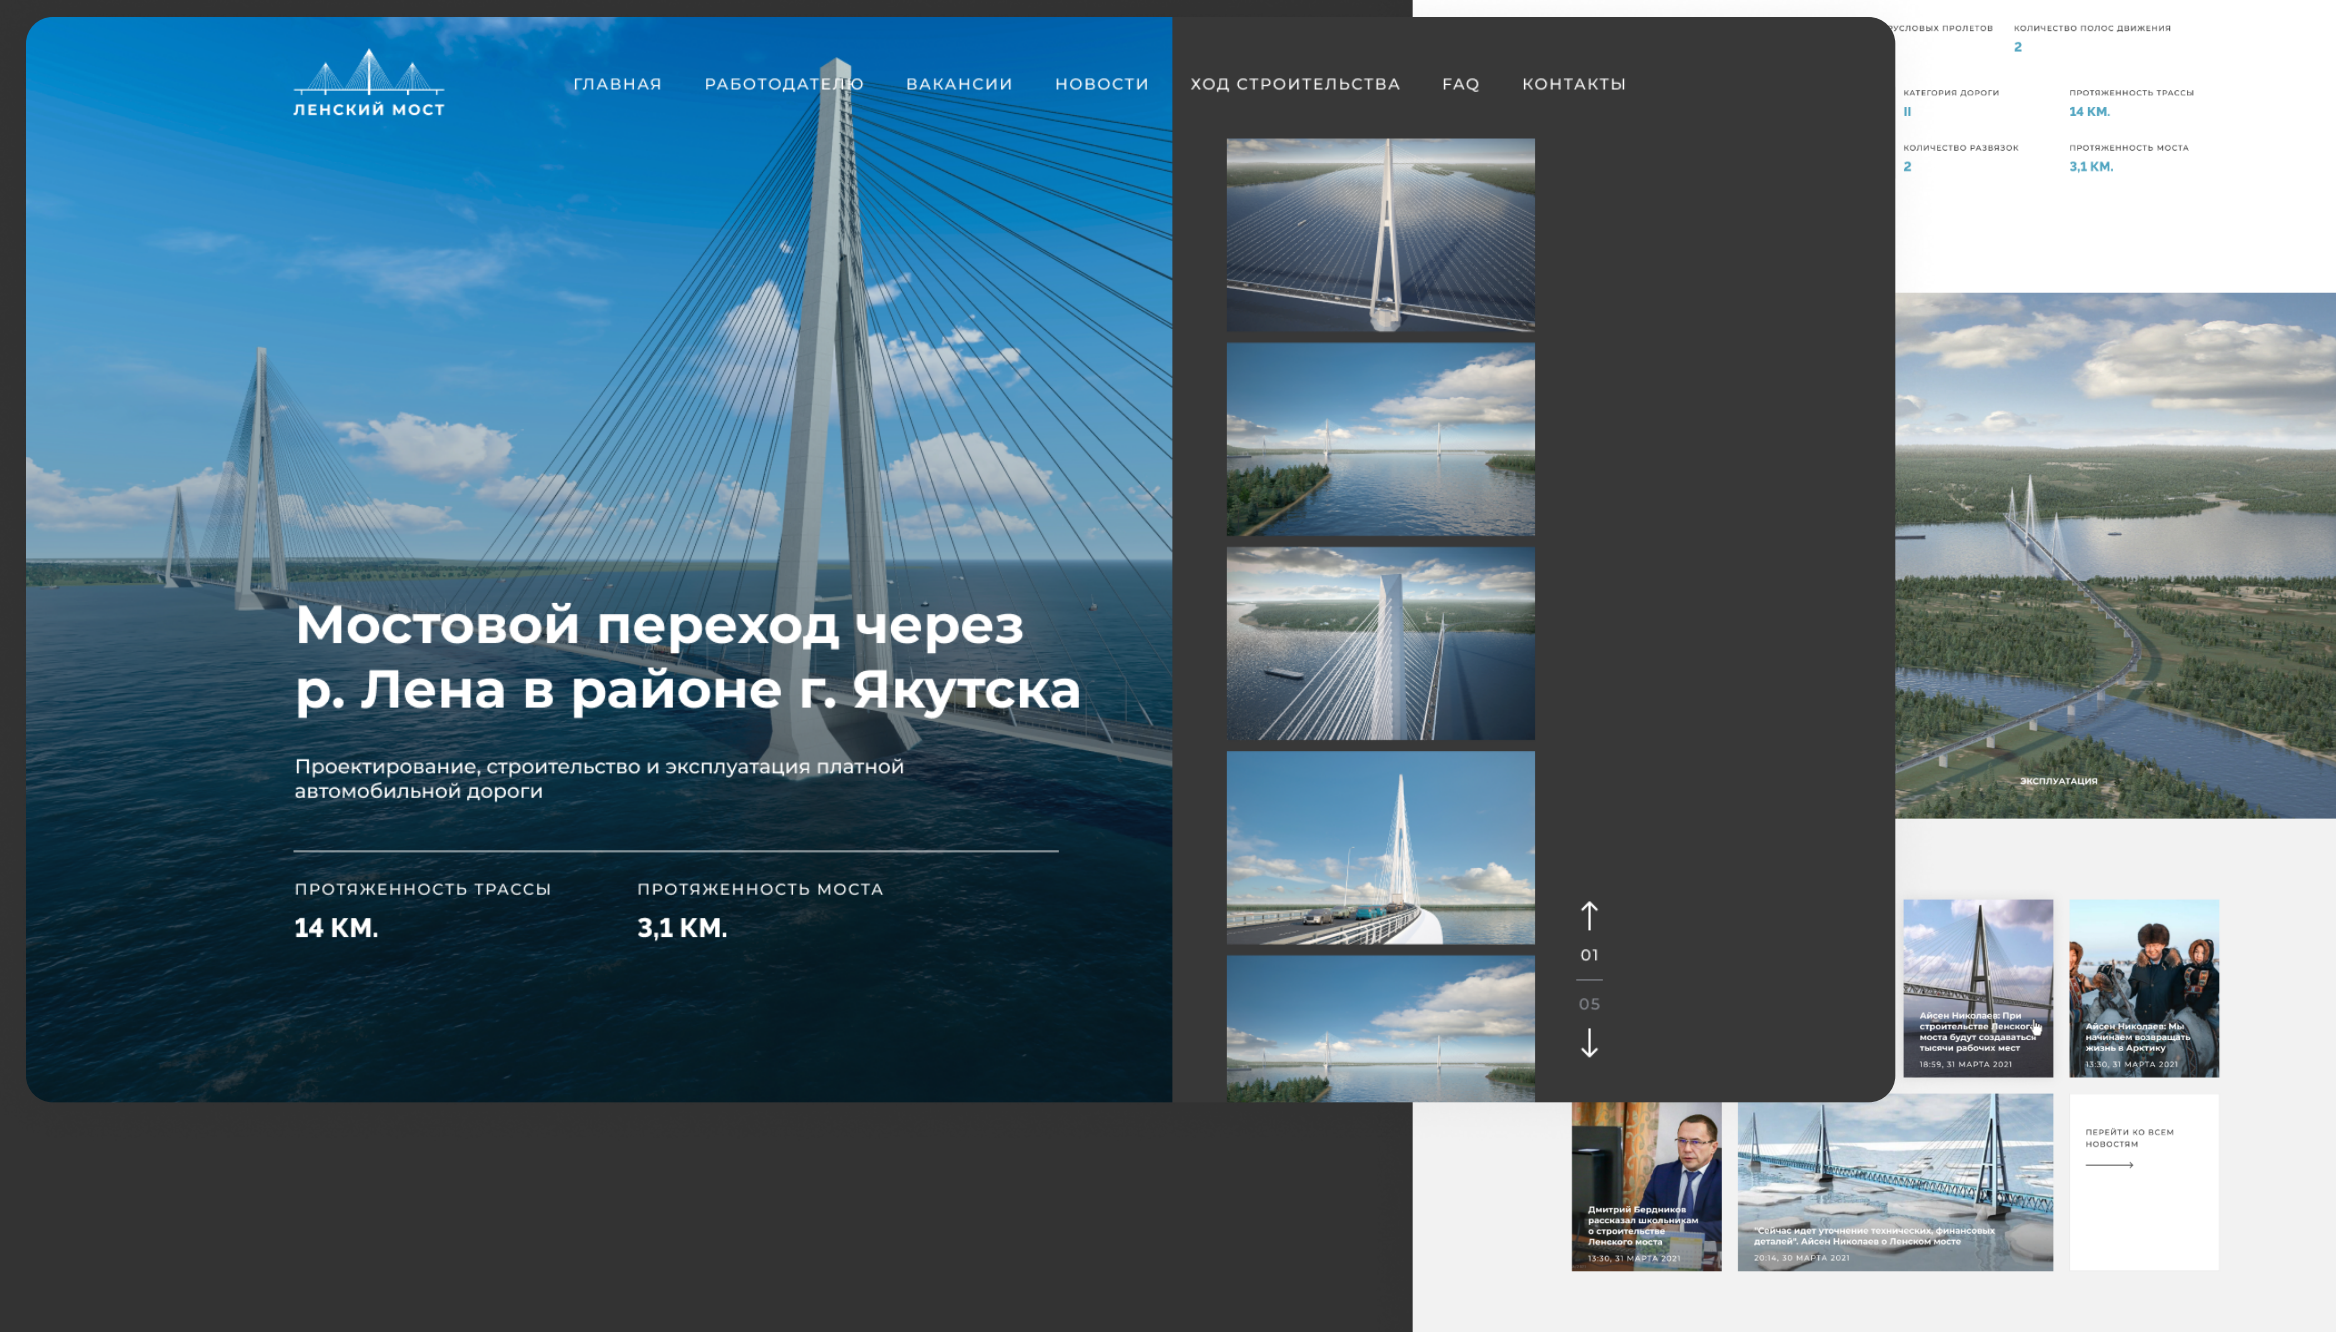 ЛЕНСКИЙ МОСТ
ГЛАВНАЯ
РАБОТОДАТЕЛЮ
ВАКАНСИИ
НОВОСТИ
ХОД СТРОИТЕЛЬСТВА
FAQ
КОНТАКТЫ
Мостовой переход через
р. Лена в районе г. Якутска
Проектирование, строительство и эксплуатация платной
автомобильной дороги
ПРОТЯЖЕННОСТЬ ТРАССЫ
14 КМ.
ПРОТЯЖЕННОСТЬ МОСТА
3,1 КМ.
01
05
РУСЛОВЫХ ПРОЛЕТОВ
КОЛИЧЕСТВО ПОЛОС ДВИЖЕНИЯ
2
КАТЕГОРИЯ ДОРОГИ
II
ПРОТЯЖЕННОСТЬ ТРАССЫ
14 КМ.
КОЛИЧЕСТВО РАЗВЯЗОК
2
ПРОТЯЖЕННОСТЬ МОСТА
3,1 КМ.
ЭКСПЛУАТАЦИЯ
Айсен Николаев: При
строительстве Ленского
моста будут создаваться
тысячи рабочих мест
18:59, 31 МАРТА 2021
Айсен Николаев: Мы
начинаем возвращать
жизнь в Арктику
13:30, 31 МАРТА 2021
Дмитрий Бердников
рассказал школьникам
о строительстве
Ленского моста
13:30, 31 МАРТА 2021
"Сейчас идет уточнение технических, финансовых
деталей". Айсен Николаев о Ленском мосте
20:14, 30 МАРТА 2021
ПЕРЕЙТИ КО ВСЕМ
НОВОСТЯМ